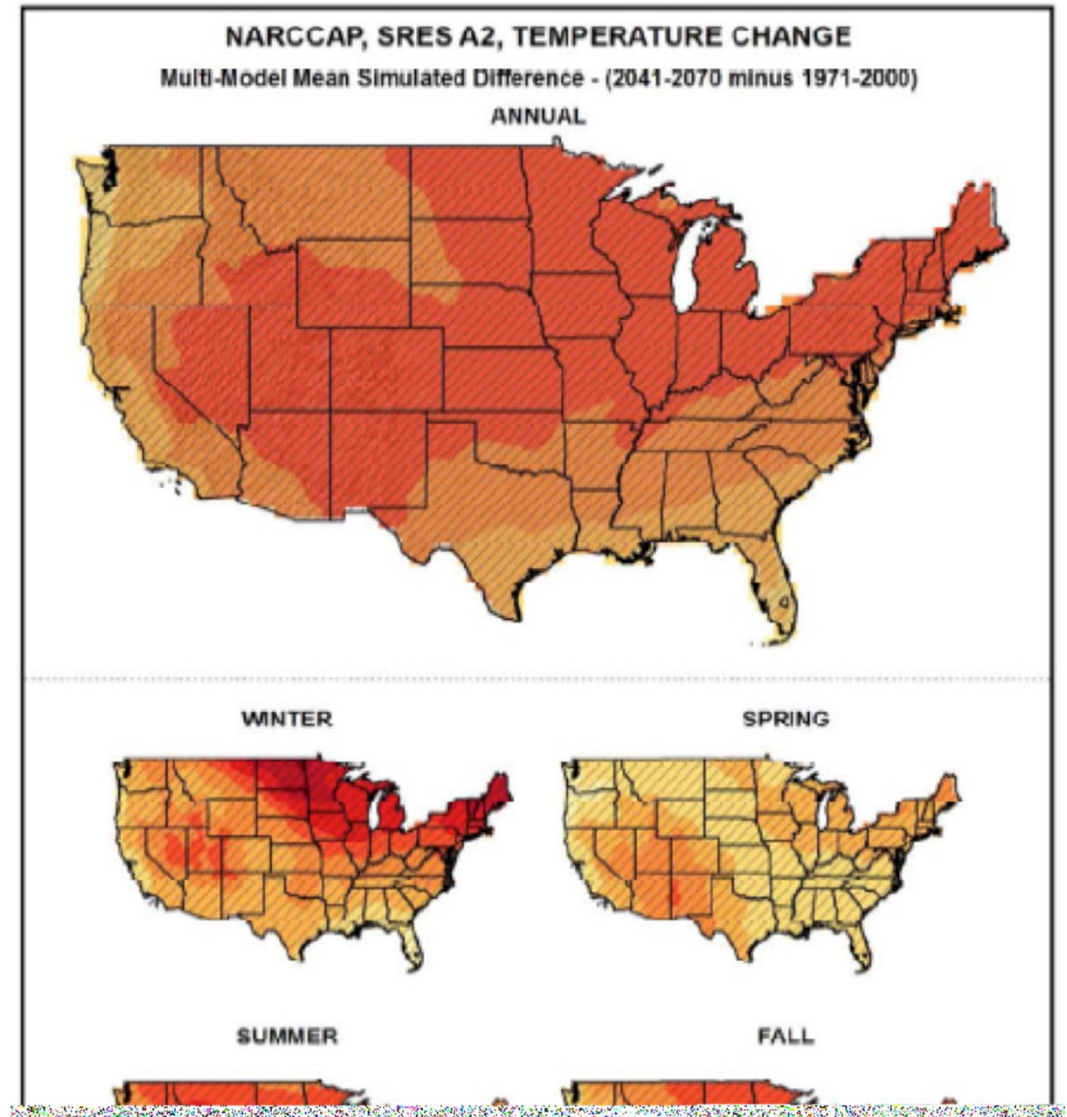 NARCCAP, SRES A2, TEMPERATURE CHANGE
Multi-Model Mean Simulated Difference - (2041-2070 minus 1971-2000)
ANNUAL
WINTER
SPRING
SUMMER
FALL